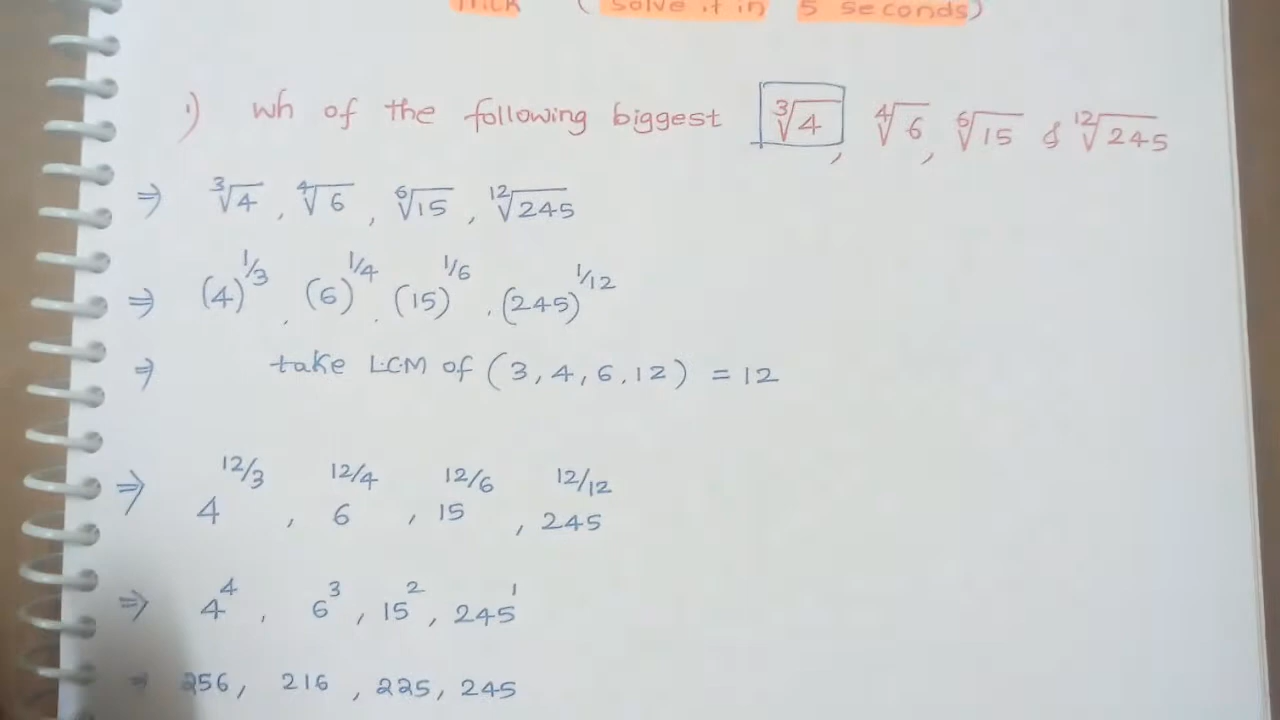 Trick ( Solve it in 5 seconds)
1) Wh of the following biggest ∛4, ∜6, ⁶√15 & ¹²√245
⇒ ∛4, ∜6, ⁶√15, ¹²√245
⇒ (4)^1/3, (6)^1/4, (15)^1/6, (245)^1/12
⇒ take LCM of (3, 4, 6, 12) = 12
⇒ 4^12/3, 6^12/4, 15^12/6, 245^12/12
⇒ 4^4, 6^3, 15^2, 245^1
⇒ 256, 216, 225, 245